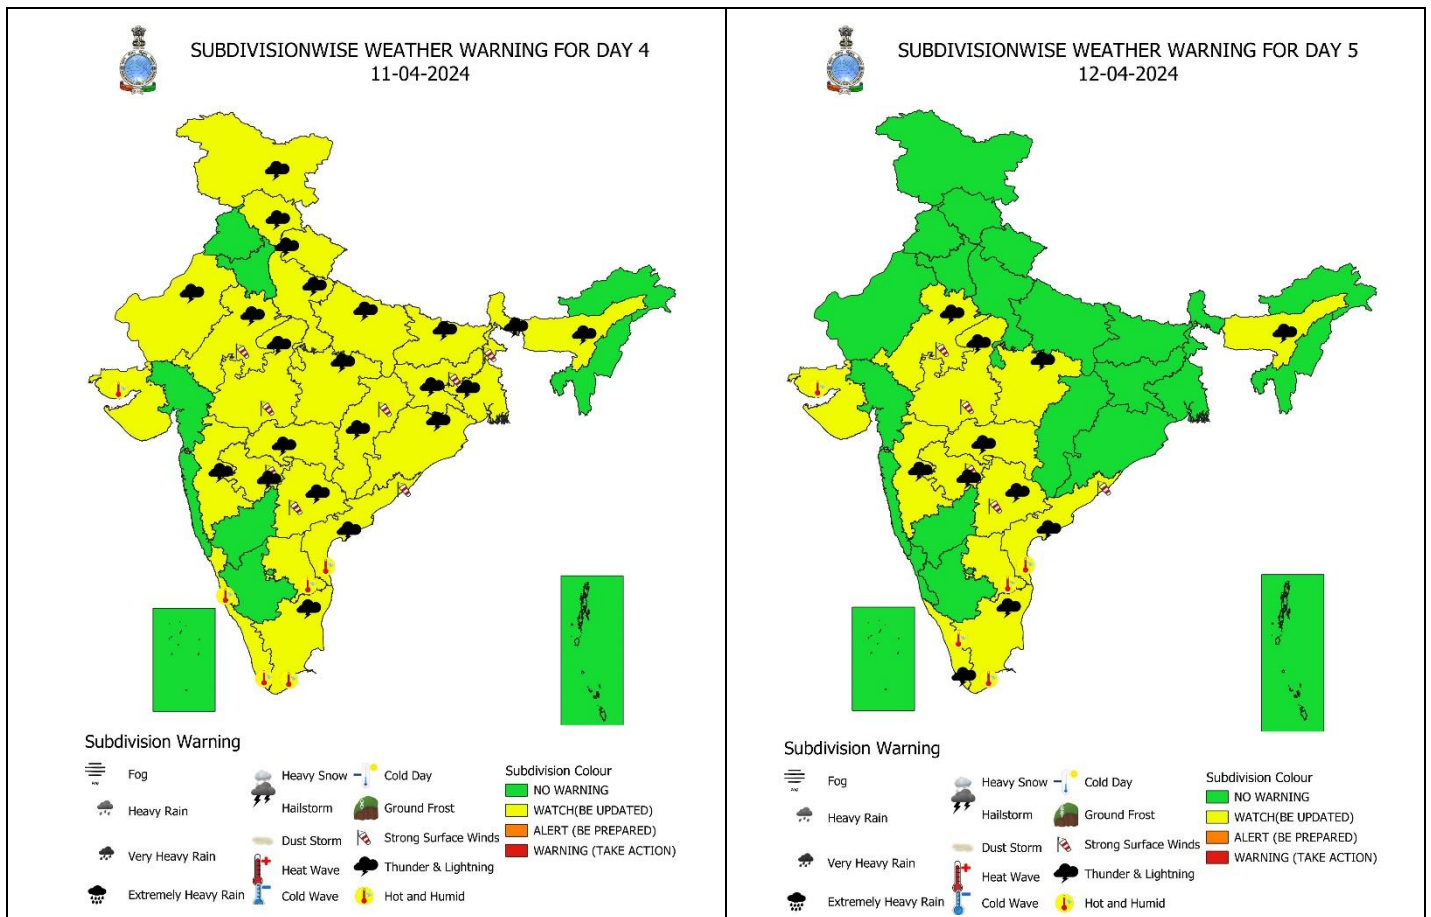 SUBDIVISIONWISE WEATHER WARNING FOR DAY 4
11-04-2024
Subdivision Warning
Fog
Heavy Rain
Very Heavy Rain
Extremely Heavy Rain
Heavy Snow
Hailstorm
Dust Storm
Heat Wave
Cold Wave
Cold Day
Ground Frost
Strong Surface Winds
Thunder & Lightning
Hot and Humid
Subdivision Colour
NO WARNING
WATCH(BE UPDATED)
ALERT (BE PREPARED)
WARNING (TAKE ACTION)
SUBDIVISIONWISE WEATHER WARNING FOR DAY 5
12-04-2024
Subdivision Warning
Fog
Heavy Rain
Very Heavy Rain
Extremely Heavy Rain
Heavy Snow
Hailstorm
Dust Storm
Heat Wave
Cold Wave
Cold Day
Ground Frost
Strong Surface Winds
Thunder & Lightning
Hot and Humid
Subdivision Colour
NO WARNING
WATCH(BE UPDATED)
ALERT (BE PREPARED)
WARNING (TAKE ACTION)